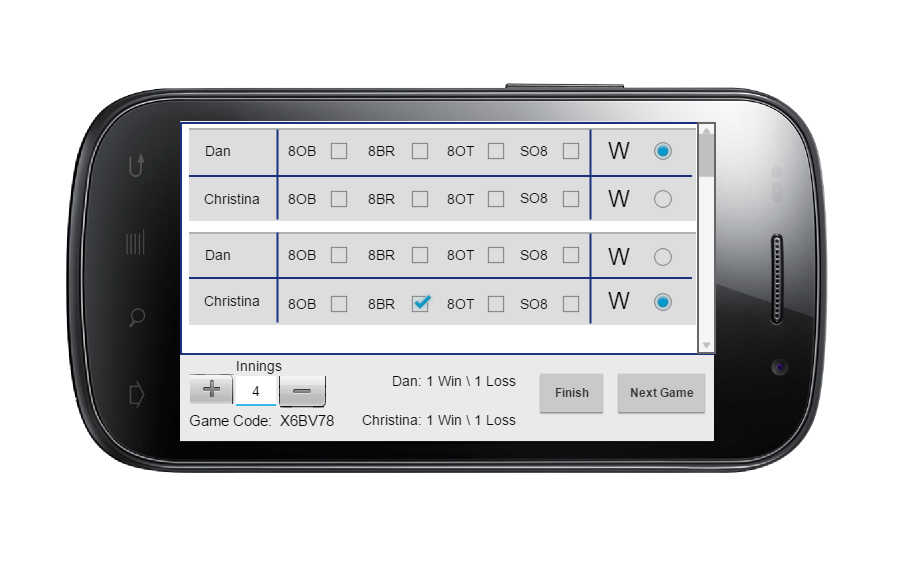 Dan 8OB 8BR 8OT SO8 W
Christina 8OB 8BR 8OT SO8 W
Dan 8OB 8BR 8OT SO8 W
Christina 8OB 8BR 8OT SO8 W
Innings
4
Dan: 1 Win \ 1 Loss
Finish
Next Game
Game Code: X6BV78
Christina: 1 Win \ 1 Loss